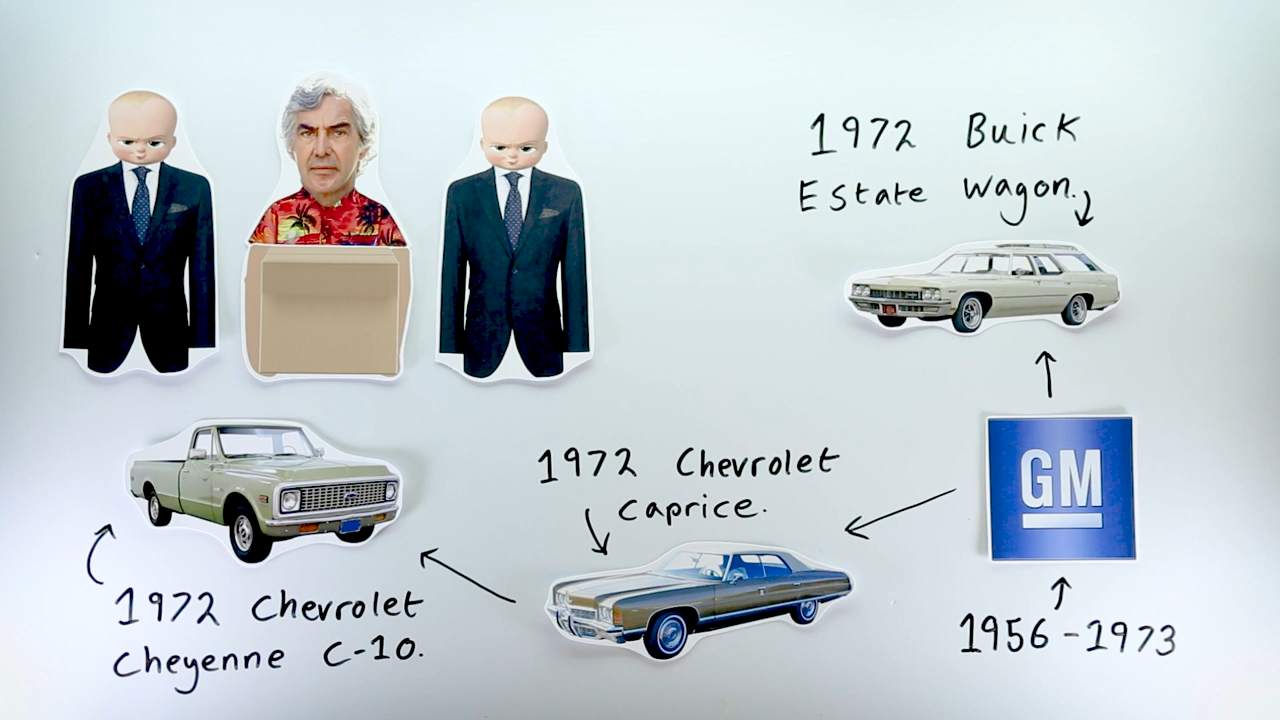 1972 Buick
Estate Wagon.
1972 Chevrolet
Caprice.
GM
1972 Chevrolet
Cheyenne C-10.
1956-1973